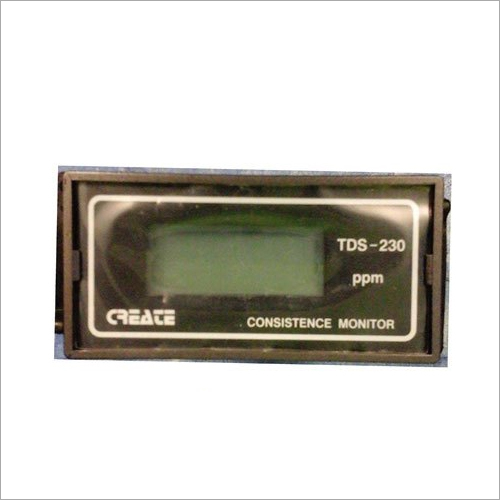 TDS-230
ppm
CREATE
CONSISTENCE MONITOR